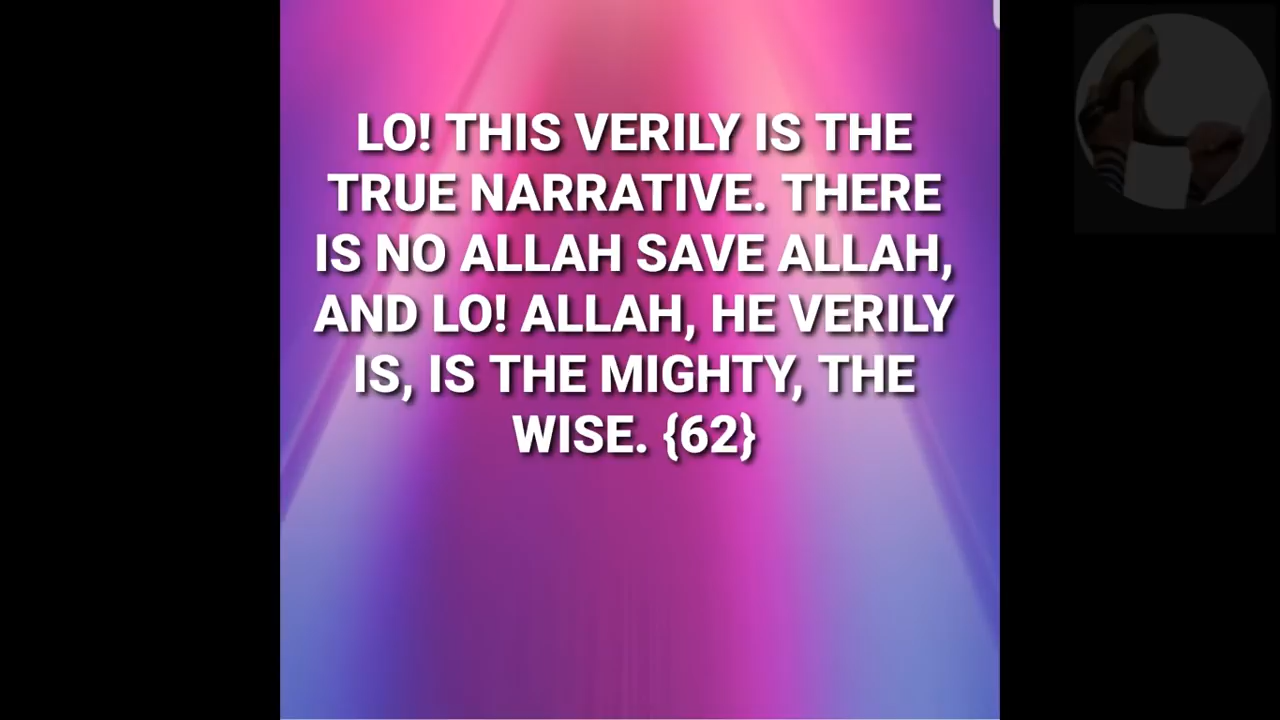 LO! THIS VERILY IS THE
TRUE NARRATIVE. THERE
IS NO ALLAH SAVE ALLAH,
AND LO! ALLAH, HE VERILY
IS, IS THE MIGHTY, THE
WISE. {62}